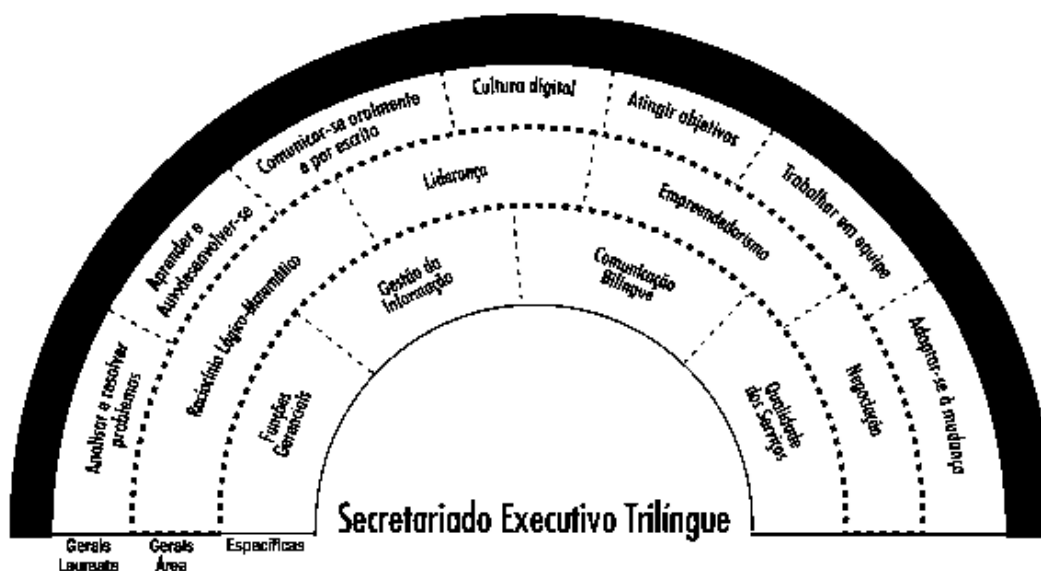 Analisar e resolver
problemas
Aprender e
Autodesenvolver-se
Comunicar-se oralmente
e por escrito
Cultura digital
Atingir objetivos
Trabalhar em equipe
Adaptar-se à mudança
Raciocínio Lógico-Matemático
Liderança
Empreendedorismo
Negociação
Funções
Gerenciais
Gestão da
Informação
Comunicação
Bilíngue
Qualidade
dos Serviços
Secretariado Executivo Trilíngue
Gerais
Laureate
Gerais
Área
Específicas